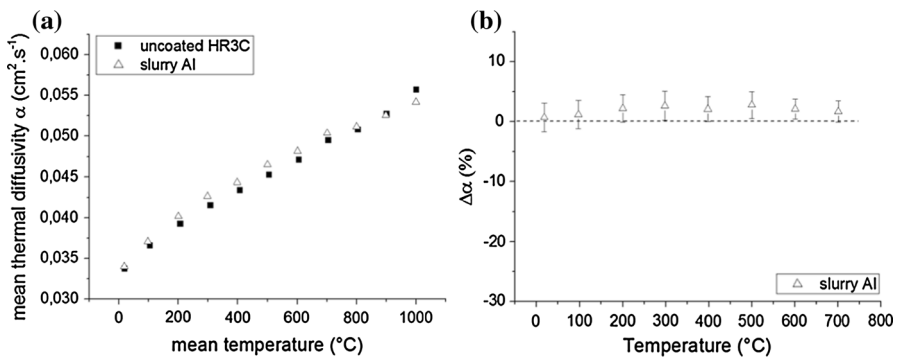 (a)
uncoated HR3C
slurry Al
mean thermal diffusivity α (cm².s⁻¹)
0,060
0,055
0,050
0,045
0,040
0,035
0,030
0 200 400 600 800 1000
mean temperature (°C)
(b)
Δα (%)
10
0
-10
-20
-30
slurry Al
0 100 200 300 400 500 600 700 800
Temperature (°C)